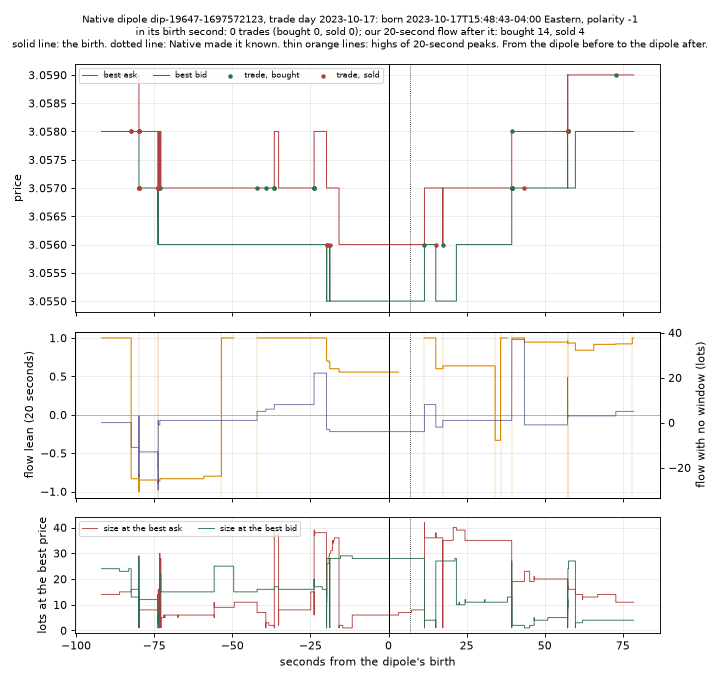 Native dipole dip-19647-1697572123, trade day 2023-10-17: born 2023-10-17T15:48:43-04:00 Eastern, polarity -1
in its birth second: 0 trades (bought 0, sold 0); our 20-second flow after it: bought 14, sold 4
solid line: the birth. dotted line: Native made it known. thin orange lines: highs of 20-second peaks. From the dipole before to the dipole after.
best ask
best bid
trade, bought
trade, sold
3.0590
3.0585
3.0580
3.0575
3.0570
3.0565
3.0560
3.0555
3.0550
price
1.0
0.5
0.0
−0.5
−1.0
flow lean (20 seconds)
40
20
0
−20
flow with no window (lots)
size at the best ask
size at the best bid
40
30
20
10
0
lots at the best price
−100
−75
−50
−25
0
25
50
75
seconds from the dipole's birth